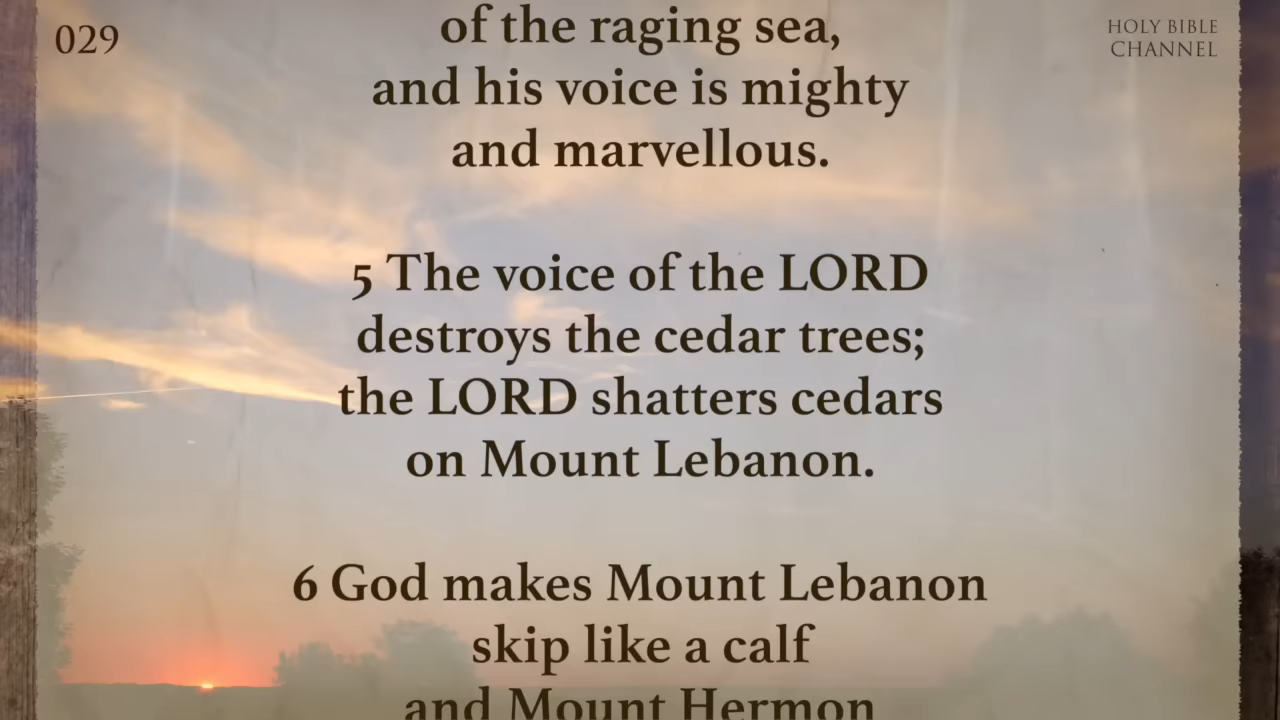 029
HOLY BIBLE
CHANNEL
of the raging sea,
and his voice is mighty
and marvellous.
5 The voice of the LORD
destroys the cedar trees;
the LORD shatters cedars
on Mount Lebanon.
6 God makes Mount Lebanon
skip like a calf
and Mount Hermon